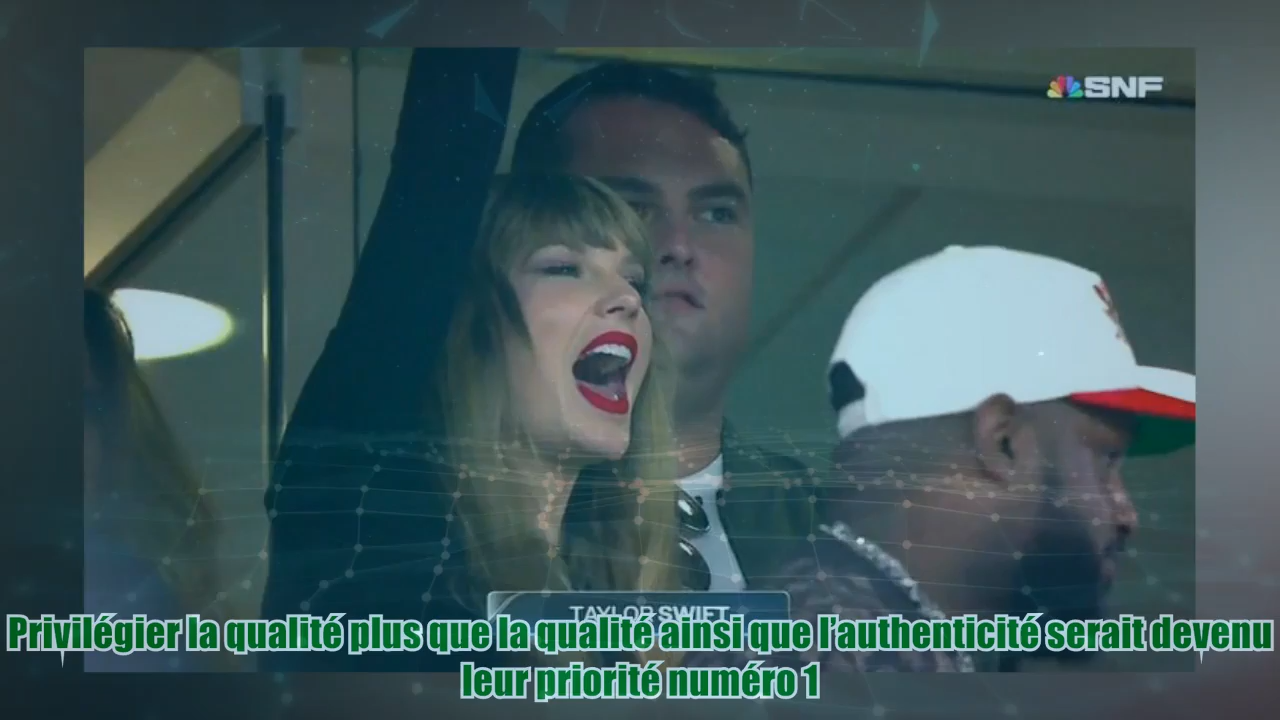 SNF
TAYLOR SWIFT
Privilégier la qualité plus que la qualité ainsi que l'authenticité serait devenu
leur priorité numéro 1